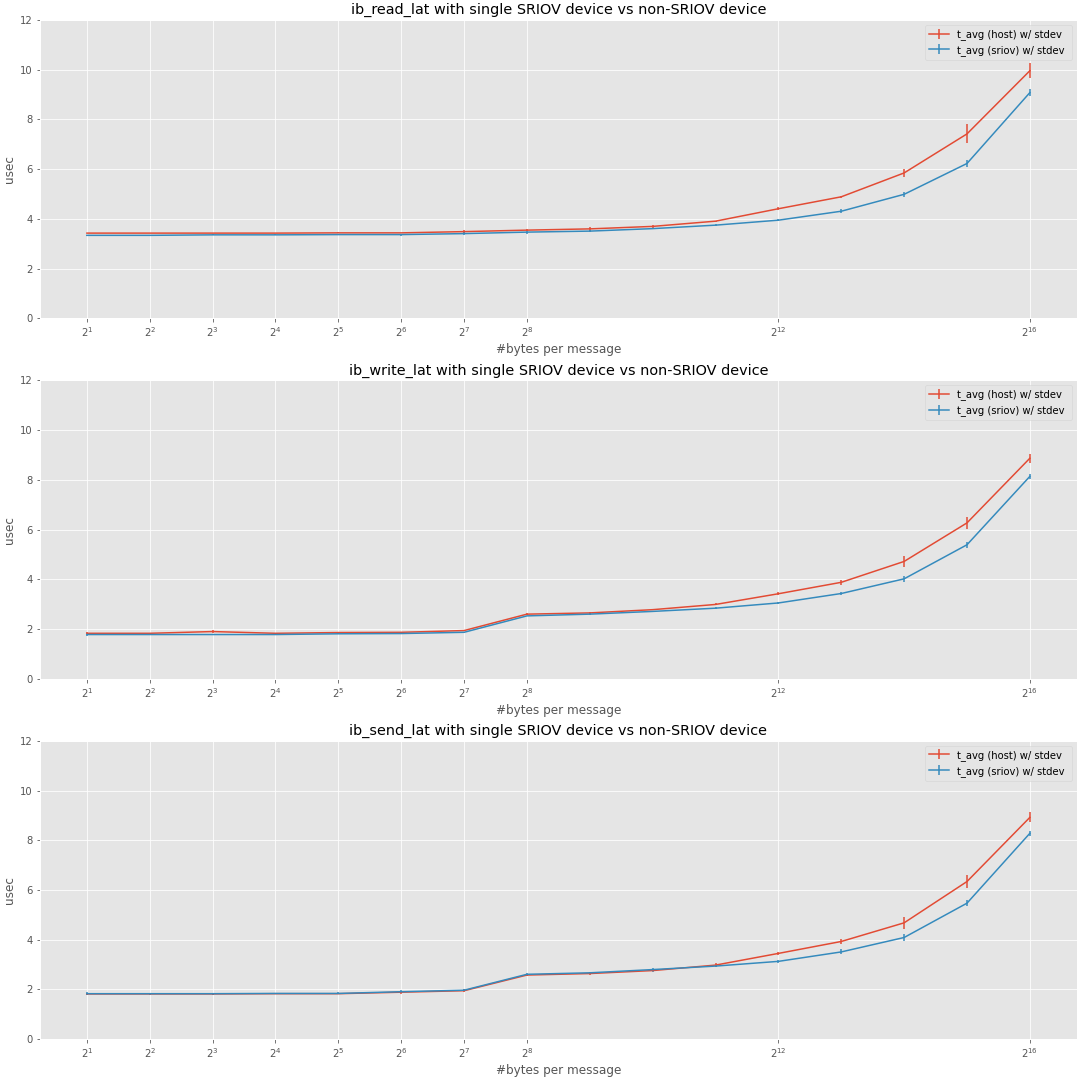 ib_read_lat with single SRIOV device vs non-SRIOV device
t_avg (host) w/ stdev
t_avg (sriov) w/ stdev
12
10
8
6
4
2
0
usec
2^1 2^2 2^3 2^4 2^5 2^6 2^7 2^8 2^12 2^16
#bytes per message
ib_write_lat with single SRIOV device vs non-SRIOV device
t_avg (host) w/ stdev
t_avg (sriov) w/ stdev
12
10
8
6
4
2
0
usec
2^1 2^2 2^3 2^4 2^5 2^6 2^7 2^8 2^12 2^16
#bytes per message
ib_send_lat with single SRIOV device vs non-SRIOV device
t_avg (host) w/ stdev
t_avg (sriov) w/ stdev
12
10
8
6
4
2
0
usec
2^1 2^2 2^3 2^4 2^5 2^6 2^7 2^8 2^12 2^16
#bytes per message